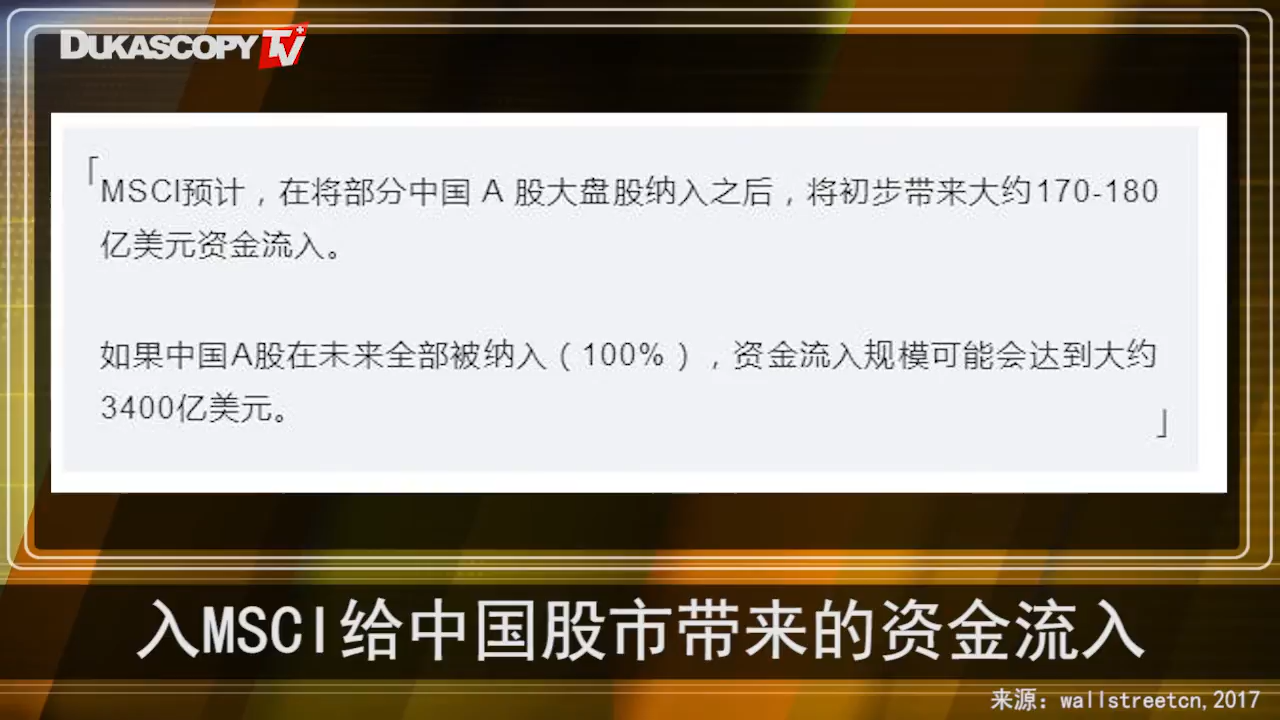 DUKASCOPY TV
「MSCI预计，在将部分中国 A 股大盘股纳入之后，将初步带来大约170-180
亿美元资金流入。
如果中国A股在未来全部被纳入（100%），资金流入规模可能会达到大约
3400亿美元。」
入MSCI给中国股市带来的资金流入
来源：wallstreetcn,2017